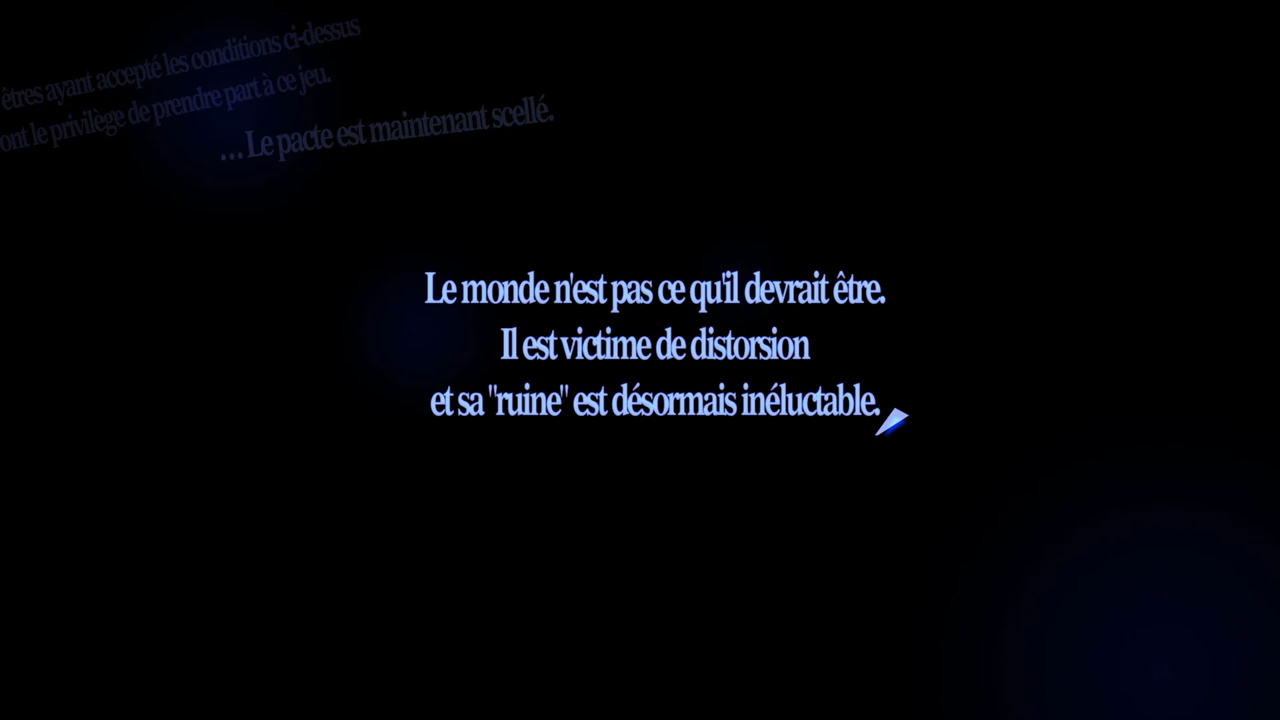 êtres ayant accepté les conditions ci-dessus
ont le privilège de prendre part à ce jeu.
...Le pacte est maintenant scellé.
Le monde n'est pas ce qu'il devrait être.
Il est victime de distorsion
et sa "ruine" est désormais inéluctable.